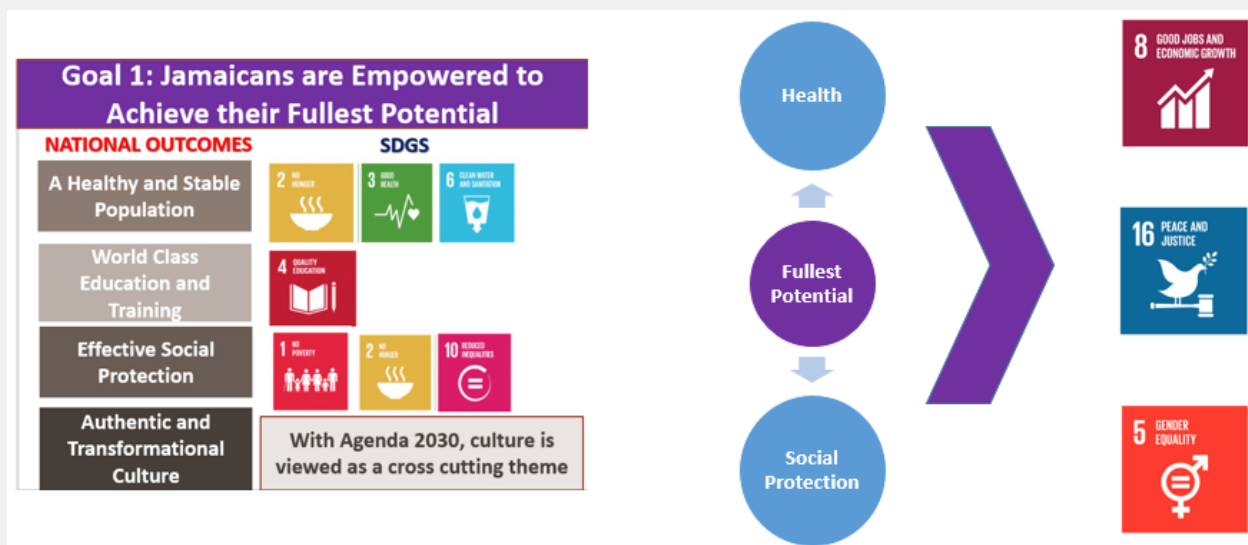 Goal 1: Jamaicans are Empowered to
Achieve their Fullest Potential
NATIONAL OUTCOMES
SDGS
A Healthy and Stable
Population
2 NO
HUNGER
3 GOOD
HEALTH
6 CLEAN WATER
AND SANITATION
World Class
Education and
Training
4 QUALITY
EDUCATION
Effective Social
Protection
1 NO
POVERTY
2 NO
HUNGER
10 REDUCED
INEQUALITIES
Authentic and
Transformational
Culture
With Agenda 2030, culture is
viewed as a cross cutting theme
Health
Fullest
Potential
Social
Protection
8 GOOD JOBS AND
ECONOMIC GROWTH
16 PEACE AND
JUSTICE
5 GENDER
EQUALITY